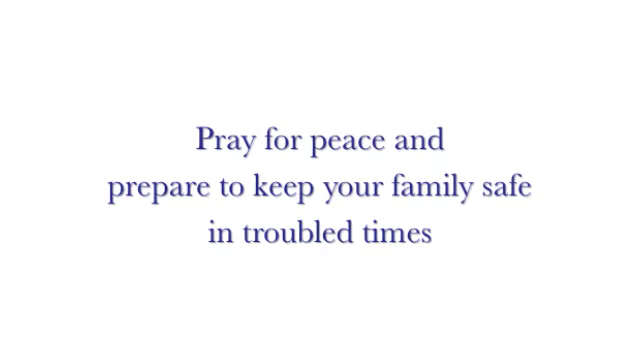 Pray for peace and
prepare to keep your family safe
in troubled times